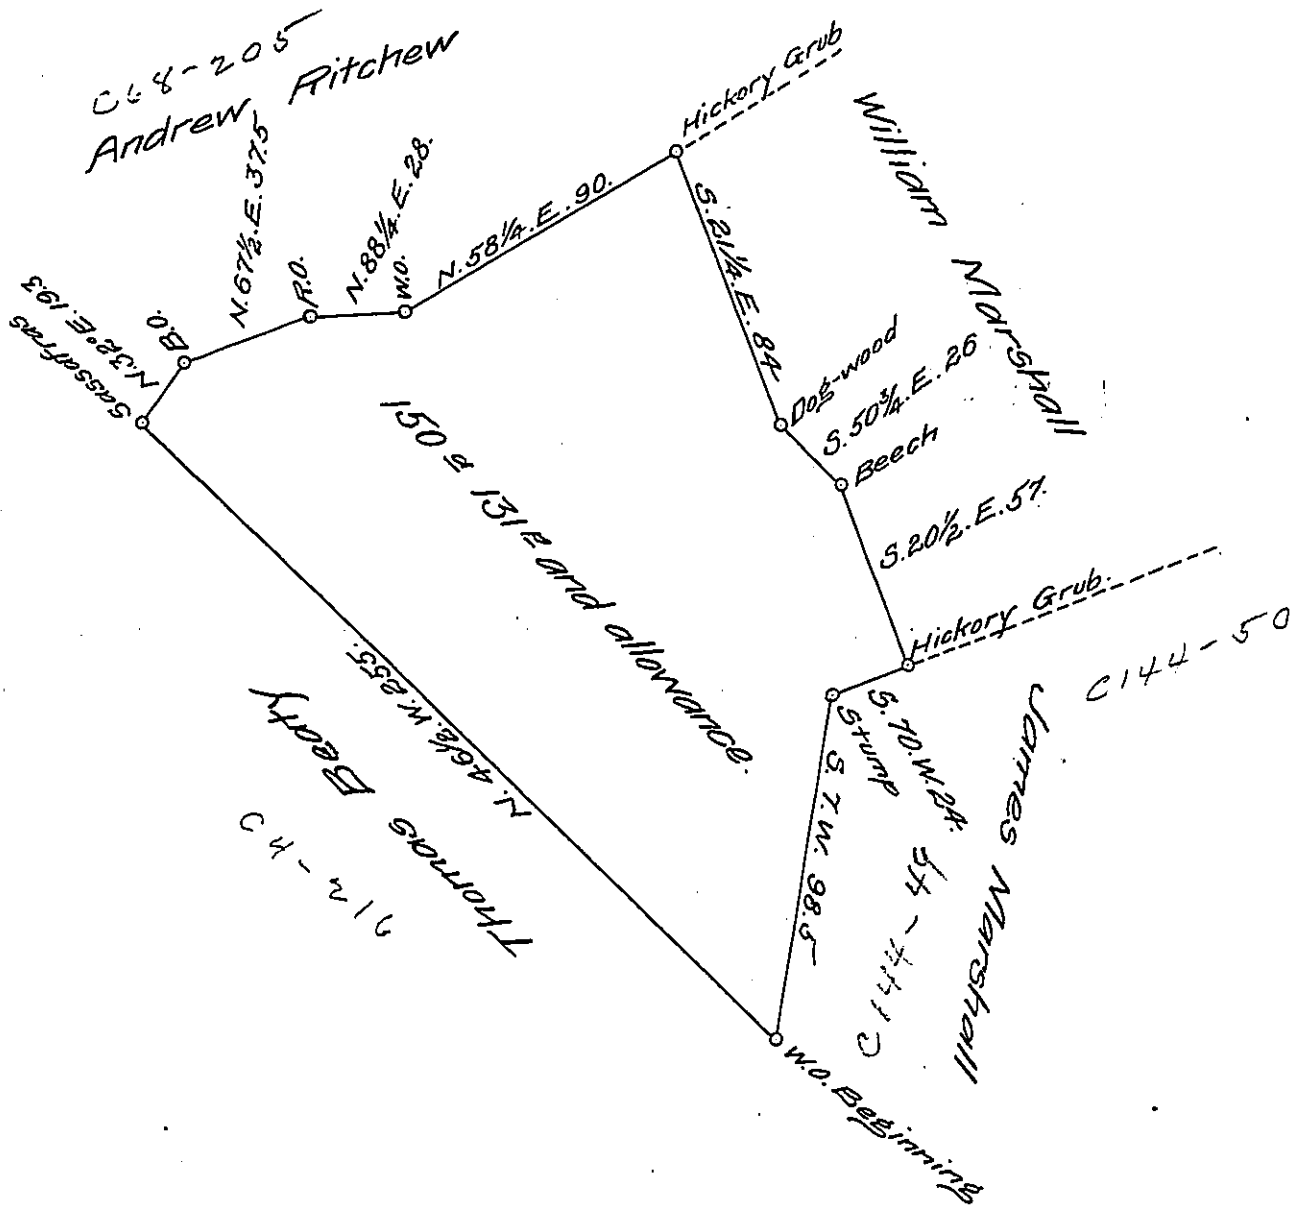 C68-205
Andrew Ritchew
N.67½.E.37.5
N.88¼.E.28.
N.58¼.E.90.
Hickory Grub
William Marshall
S.21¼.E.84
Dog-wood
S.50¾.E.26
Beech
S.20½.E.57.
Hickory Grub.
C144-50
James Marshall
S.70.W.24.
Stump
S.7.W.98.5
C144-49
W.O. Beginning
N.46½.W.255.
Thomas Beaty
C4-216
Sassafras
N.32°E.19.3
B.O.
R.O.
W.O.
150 A 131 P and allowance.